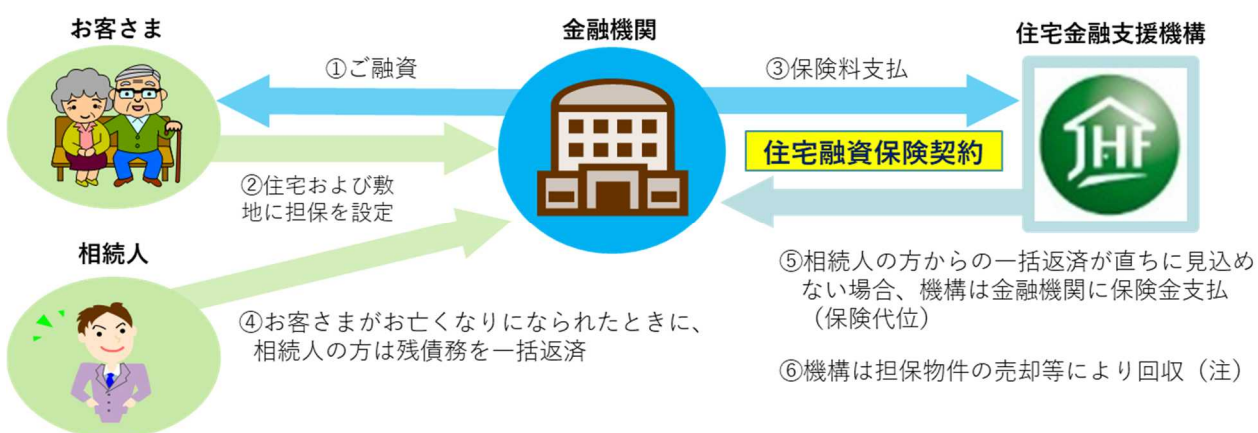 お客さま
金融機関
住宅金融支援機構
①ご融資
③保険料支払
住宅融資保険契約
JHF
②住宅および敷
地に担保を設定
相続人
⑤相続人の方からの一括返済が直ちに見込め
ない場合、機構は金融機関に保険金支払
（保険代位）
④お客さまがお亡くなりになられたときに、
相続人の方は残債務を一括返済
⑥機構は担保物件の売却等により回収（注）